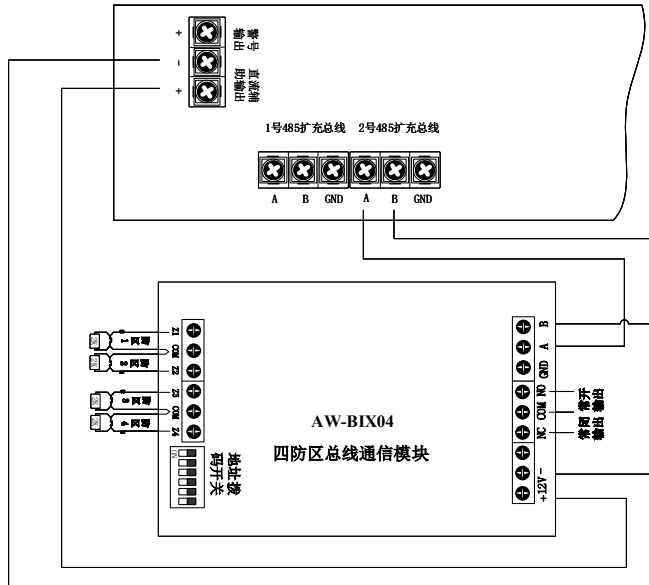 +
-
+
警号
输出
直流辅
助输出
1号485扩充总线
2号485扩充总线
A
B
GND
A
B
GND
Z1
COM
Z2
Z3
COM
Z4
防区 1
防区 2
防区 3
防区 4
ON
地址拨
码开关
AW-BIX04
四防区总线通信模块
B
A
GND
NO
COM
NC
+12V-
常开
输出
常闭
输出